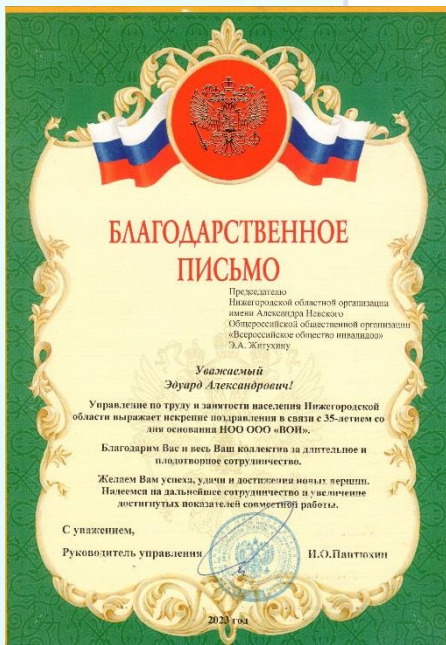 БЛАГОДАРСТВЕННОЕ
ПИСЬМО
Председателю
Нижегородской областной организации
имени Александра Невского
Общероссийской общественной организации
«Всероссийское общество инвалидов»
Э.А. Житухину
Уважаемый
Эдуард Александрович!
Управление по труду и занятости населения Нижегородской
области выражает искренние поздравления в связи с 35-летием со
дня основания НОО ООО «ВОИ».
Благодарим Вас и весь Ваш коллектив за длительное и
плодотворное сотрудничество.
Желаем Вам успеха, удачи и достижения новых вершин.
Надеемся на дальнейшее сотрудничество и увеличение
достигнутых показателей совместной работы.
С уважением,
Руководитель управления И.О.Пантюхин
2023 год